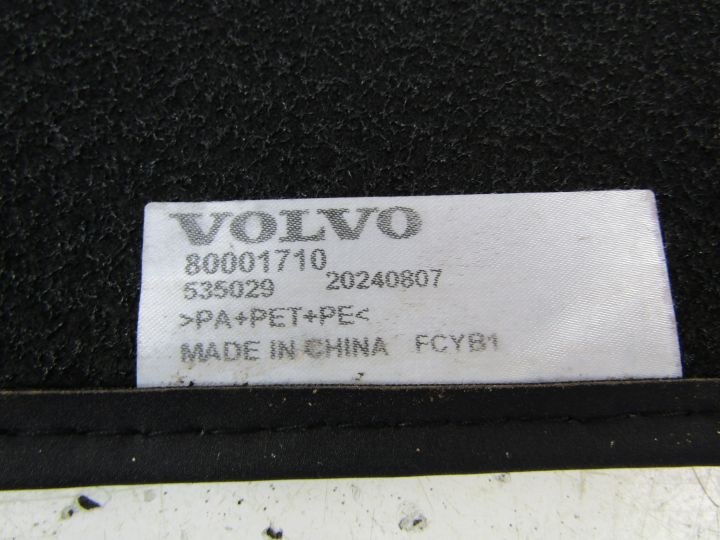 VOLVO
80001710
535029 20240807
>PA+PET+PE<
MADE IN CHINA FCYB1